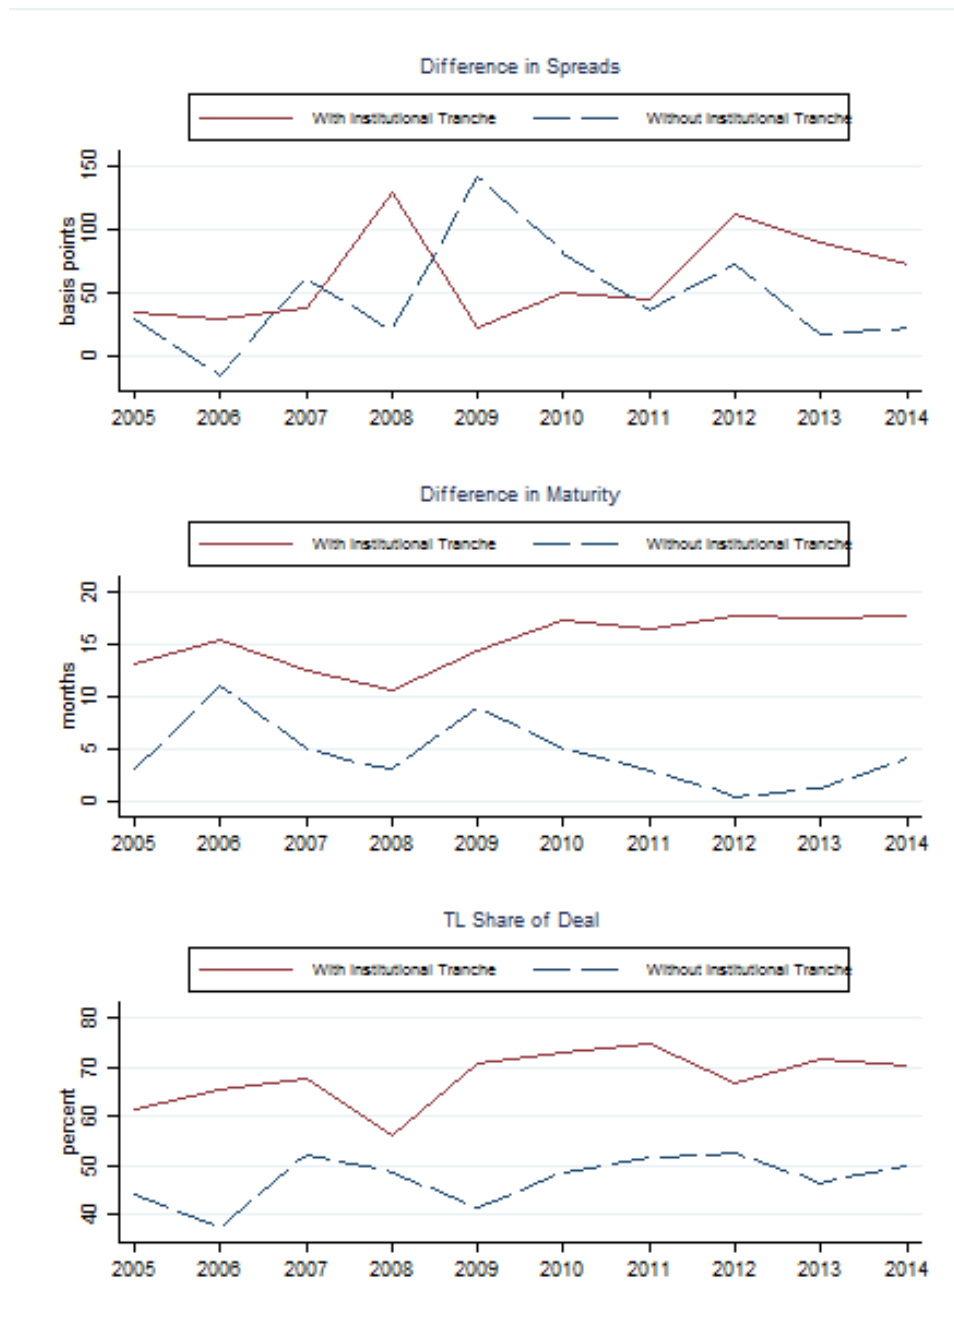 Difference in Spreads
With Institutional Tranche Without Institutional Tranche
150
100
50
0
basis points
2005 2006 2007 2008 2009 2010 2011 2012 2013 2014
Difference in Maturity
With Institutional Tranche Without Institutional Tranche
20
15
10
5
0
months
2005 2006 2007 2008 2009 2010 2011 2012 2013 2014
TL Share of Deal
With Institutional Tranche Without Institutional Tranche
80
70
60
50
40
percent
2005 2006 2007 2008 2009 2010 2011 2012 2013 2014